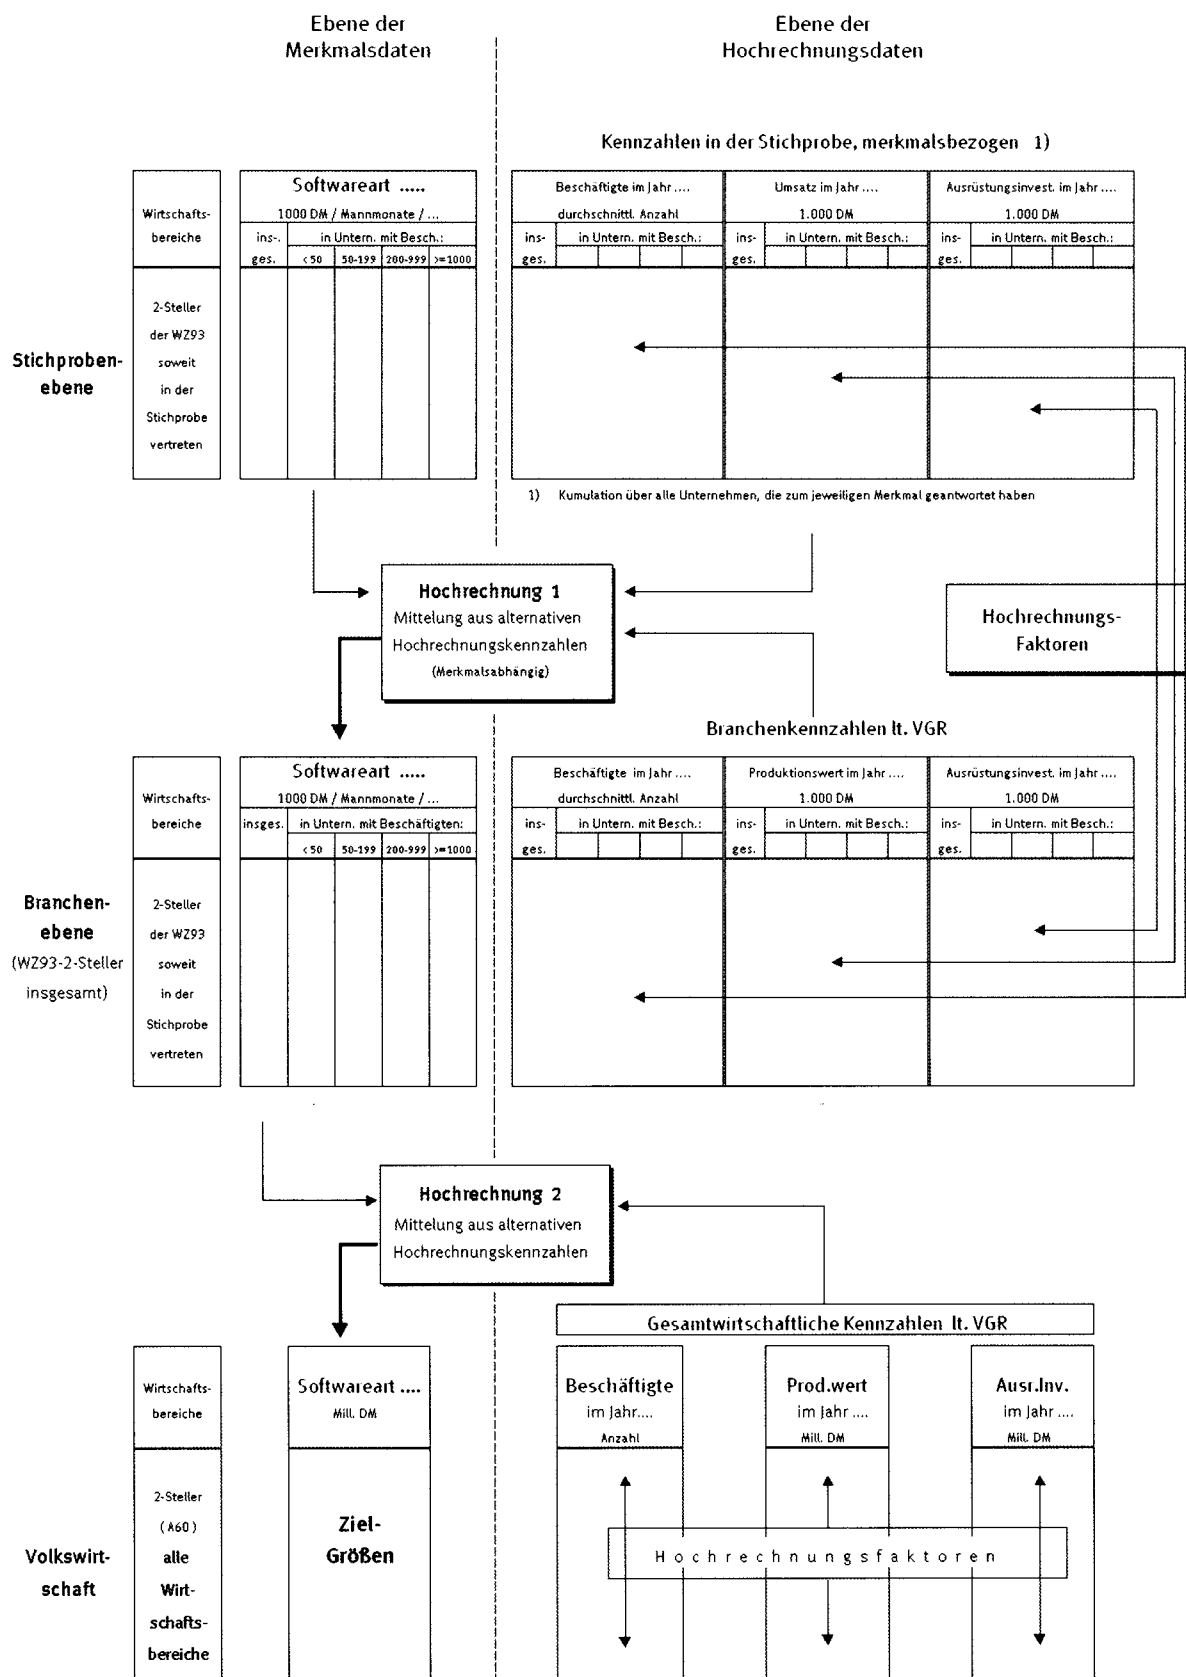 Ebene der
Merkmalsdaten
Ebene der
Hochrechnungsdaten
Kennzahlen in der Stichprobe, merkmalsbezogen 1)
Wirtschafts-
bereiche
Softwareart .....
1000 DM / Mannmonate / ...
ins-.
ges.
in Untern. mit Besch.:
<50 50-199 200-999 >=1000
Beschäftigte im Jahr ....
durchschnittl. Anzahl
ins-
ges.
in Untern. mit Besch.:
Umsatz im Jahr ....
1.000 DM
ins-
ges.
in Untern. mit Besch.:
Ausrüstungsinvest. im Jahr ....
1.000 DM
ins-
ges.
in Untern. mit Besch.:
Stichproben-
ebene
2-Steller
der WZ93
soweit
in der
Stichprobe
vertreten
1) Kumulation über alle Unternehmen, die zum jeweiligen Merkmal geantwortet haben
Hochrechnung 1
Mittelung aus alternativen
Hochrechnungskennzahlen
(Merkmalsabhängig)
Hochrechnungs-
Faktoren
Branchenkennzahlen lt. VGR
Wirtschafts-
bereiche
Softwareart .....
1000 DM / Mannmonate / ...
insges.
in Untern. mit Beschäftigten:
<50 50-199 200-999 >=1000
Beschäftigte im Jahr ....
durchschnittl. Anzahl
ins-
ges.
in Untern. mit Besch.:
Produktionswert im Jahr ....
1.000 DM
ins-
ges.
in Untern. mit Besch.:
Ausrüstungsinvest. im Jahr ....
1.000 DM
ins-
ges.
in Untern. mit Besch.:
Branchen-
ebene
(WZ93-2-Steller
insgesamt)
2-Steller
der WZ93
soweit
in der
Stichprobe
vertreten
Hochrechnung 2
Mittelung aus alternativen
Hochrechnungskennzahlen
Gesamtwirtschaftliche Kennzahlen lt. VGR
Wirtschafts-
bereiche
Softwareart ....
Mill. DM
Beschäftigte
im Jahr....
Anzahl
Prod.wert
im Jahr ....
Mill. DM
Ausr.Inv.
im Jahr ....
Mill. DM
Volkswirt-
schaft
2-Steller
(A60)
alle
Wirt-
schafts-
bereiche
Ziel-
Größen
Hochrechnungsfaktoren